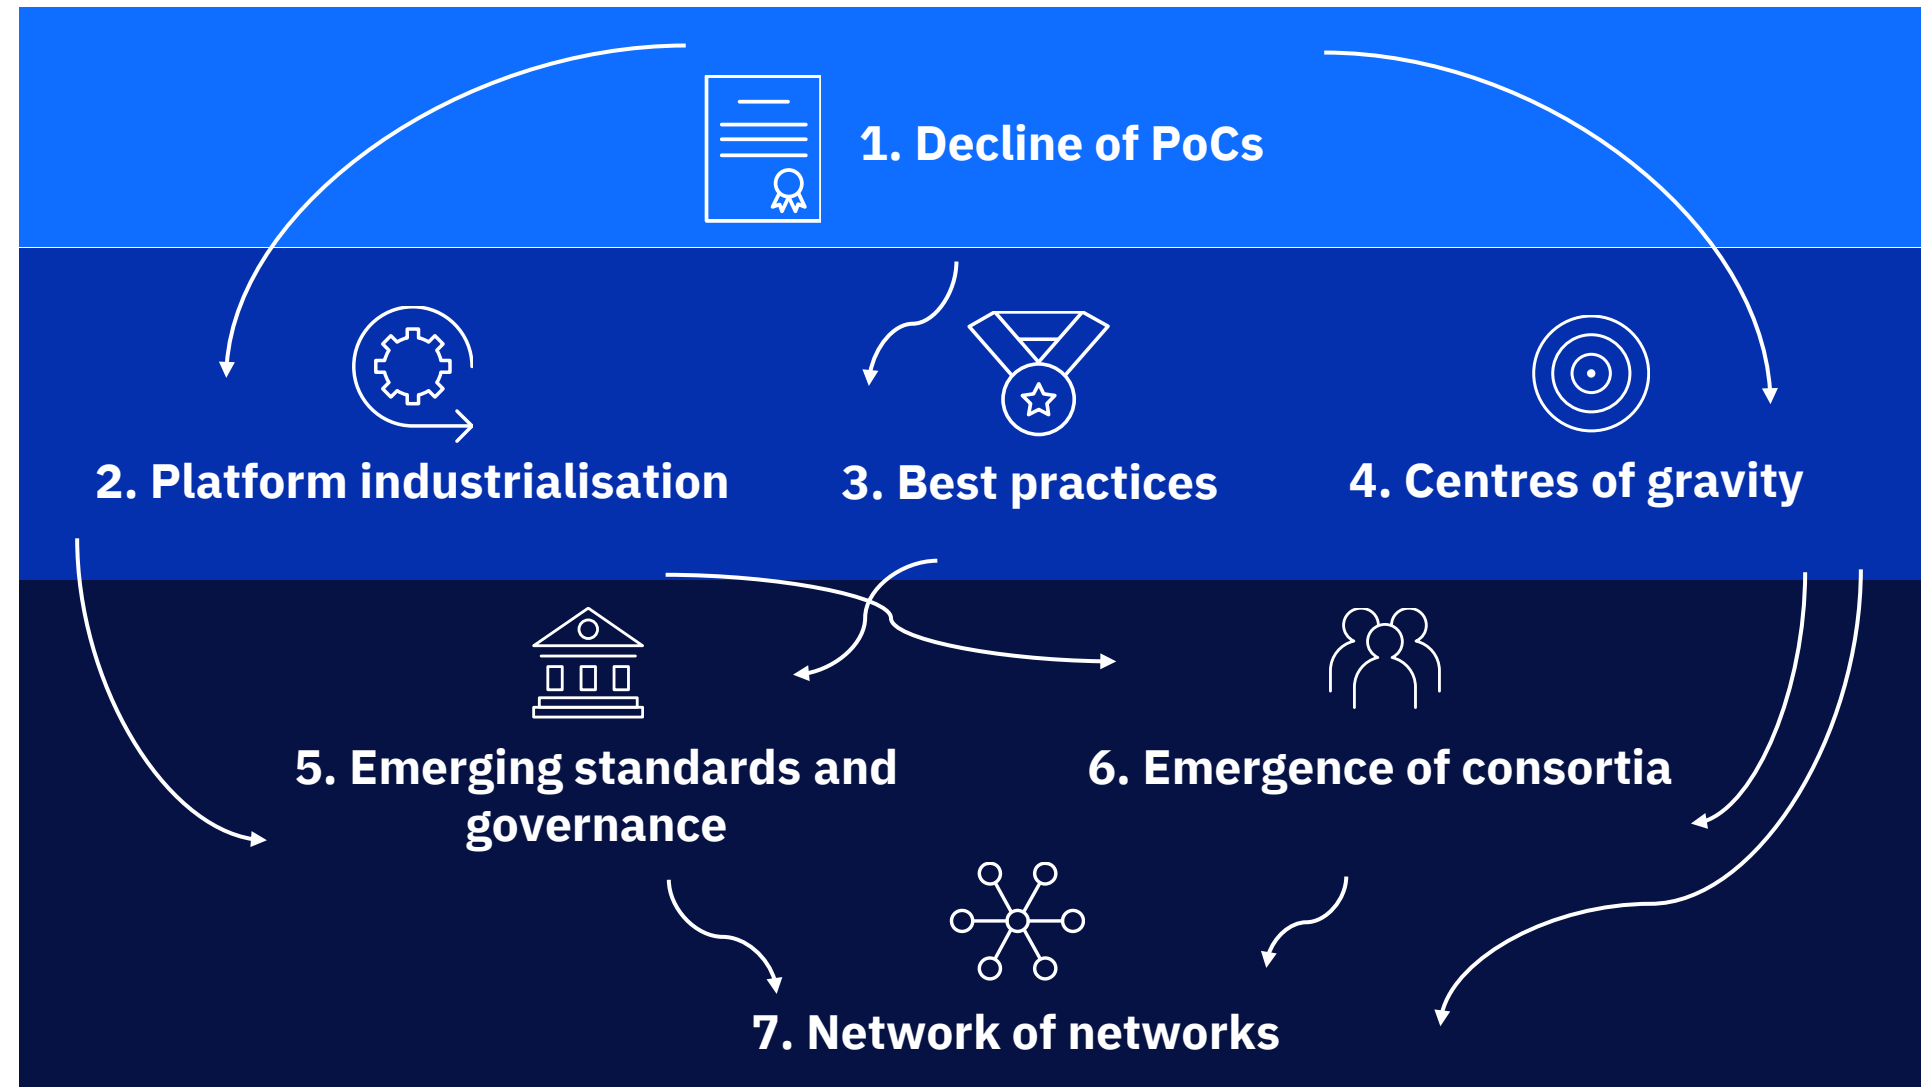 1. Decline of PoCs
2. Platform industrialisation
3. Best practices
4. Centres of gravity
5. Emerging standards and
governance
6. Emergence of consortia
7. Network of networks